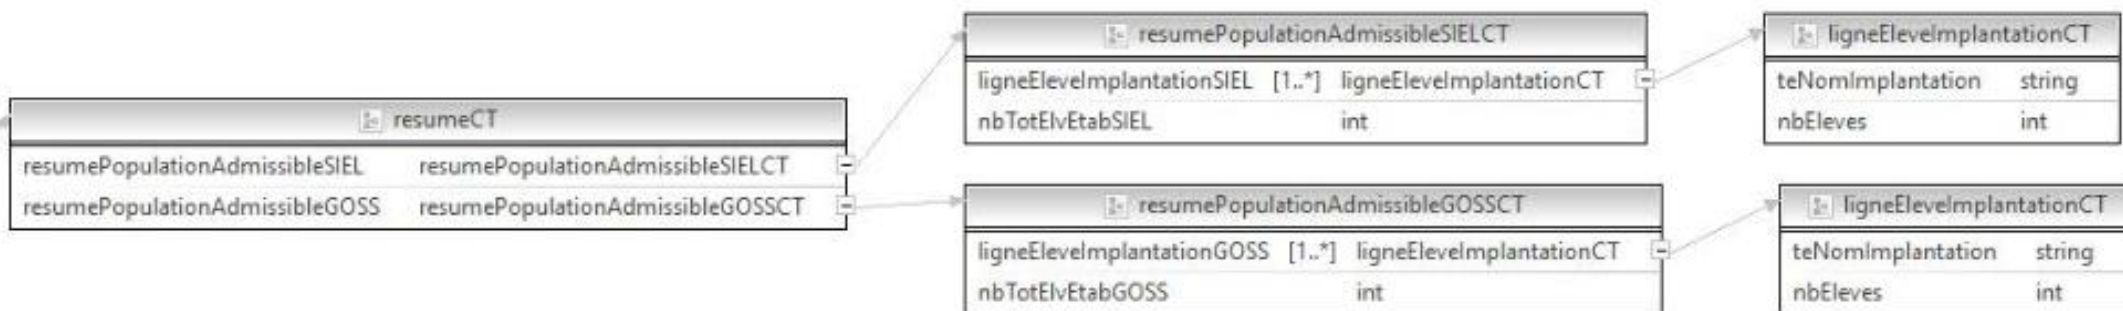 resumeCT
resumePopulationAdmissibleSIEL resumePopulationAdmissibleSIELCT
resumePopulationAdmissibleGOSS resumePopulationAdmissibleGOSSCT
resumePopulationAdmissibleSIELCT
ligneEleveImplantationSIEL [1..*] ligneEleveImplantationCT
nbTotElvEtabSIEL int
ligneEleveImplantationCT
teNomImplantation string
nbEleves int
resumePopulationAdmissibleGOSSCT
ligneEleveImplantationGOSS [1..*] ligneEleveImplantationCT
nbTotElvEtabGOSS int
ligneEleveImplantationCT
teNomImplantation string
nbEleves int